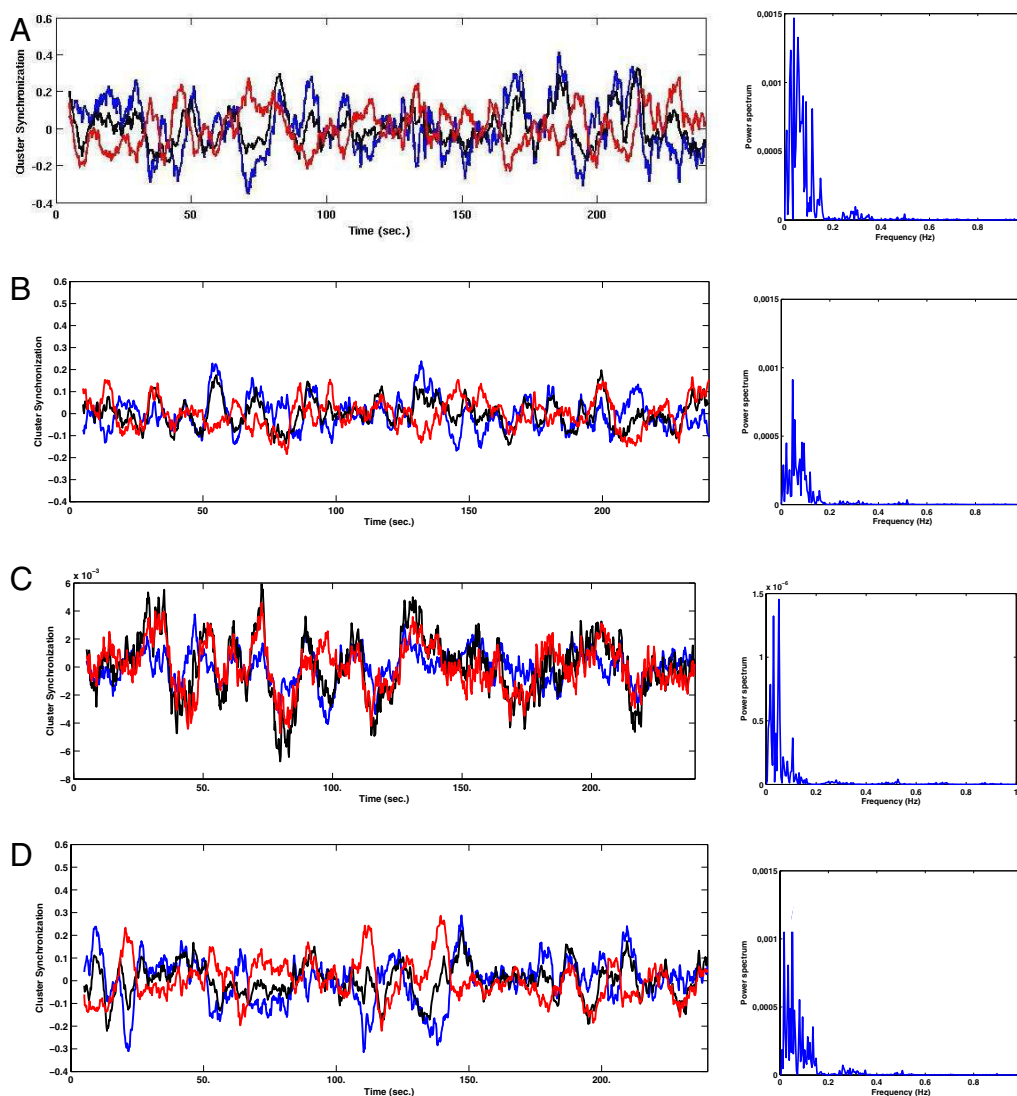 A
0.6
0.4
0.2
0
-0.2
-0.4
Cluster Synchronization
0 50 100 150 200
Time (sec.)
0,0015
0,001
0,0005
0
Power spectrum
0 0.2 0.4 0.6 0.8
Frequency (Hz)
B
0.6
0.5
0.4
0.3
0.2
0.1
0
−0.1
−0.2
−0.3
−0.4
Cluster Synchronization
0 50. 100 150. 200.
Time (sec.)
0,0015
0,001
0,0005
0
Power spectrum
0 0.2 0.4 0.6 0.8
Frequency (Hz)
C
x 10⁻³
6
4
2
0
−2
−4
−6
−8
Cluster Synchronization
0 50. 100. 150. 200.
Time (sec.)
x 10⁻⁶
1.5
1
0.5
0
Power spectrum
0 0.2 0.4 0.6 0.8 1
Frequency (Hz)
D
0.6
0.5
0.4
0.3
0.2
0.1
0
−0.1
−0.2
−0.3
−0.4
Cluster Synchronization
0 50. 100. 150. 200.
Time (sec.)
0,0015
0,001
0,0005
0
Power spectrum
0 0.2 0.4 0.6 0.8
Frequency (Hz)